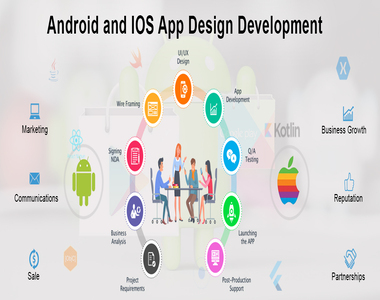 Android and IOS App Design Development
UI/UX
Design
Wire Framing
App
Development
Kotlin
Marketing
Business Growth
Signing
NDA
Q/A
Testing
Communications
Reputation
Business
Analysis
Launching
the APP
Sale
Project
Requirements
Post-Production
Support
Partnerships